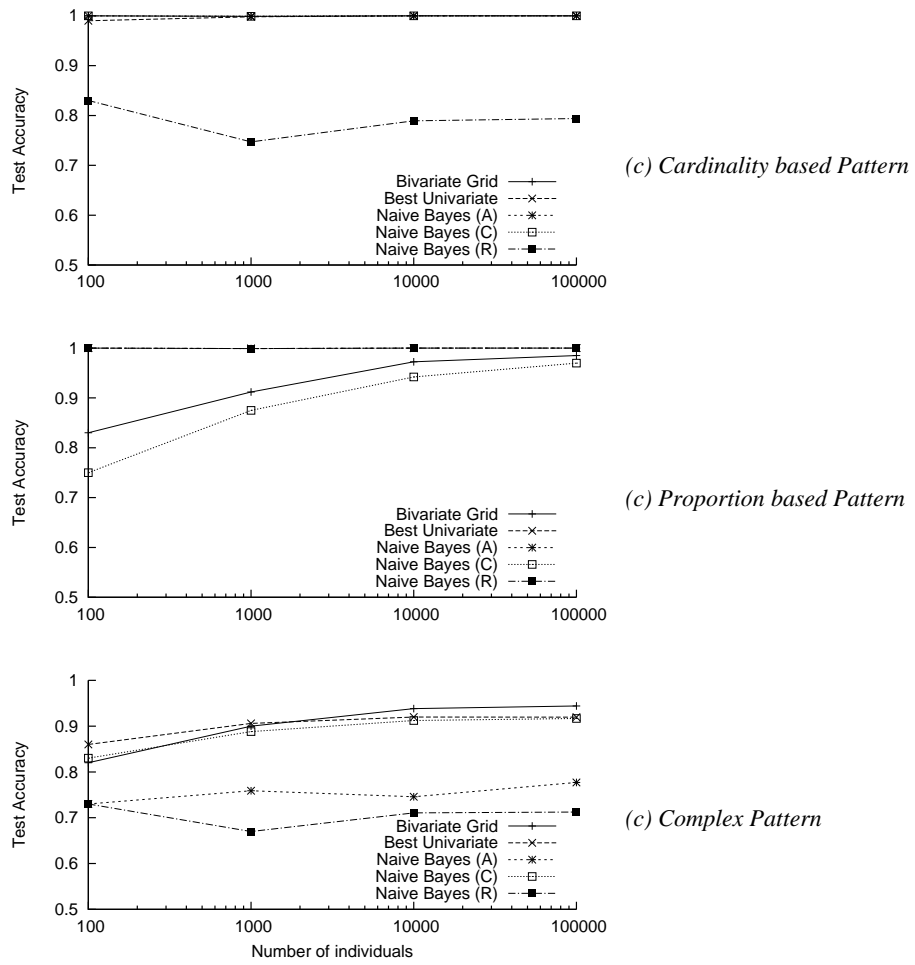 1
0.9
0.8
0.7
0.6
0.5
Test Accuracy
Bivariate Grid
Best Univariate
Naive Bayes (A)
Naive Bayes (C)
Naive Bayes (R)
100 1000 10000 100000
(c) Cardinality based Pattern
1
0.9
0.8
0.7
0.6
0.5
Test Accuracy
Bivariate Grid
Best Univariate
Naive Bayes (A)
Naive Bayes (C)
Naive Bayes (R)
100 1000 10000 100000
(c) Proportion based Pattern
1
0.9
0.8
0.7
0.6
0.5
Test Accuracy
Bivariate Grid
Best Univariate
Naive Bayes (A)
Naive Bayes (C)
Naive Bayes (R)
100 1000 10000 100000
Number of individuals
(c) Complex Pattern